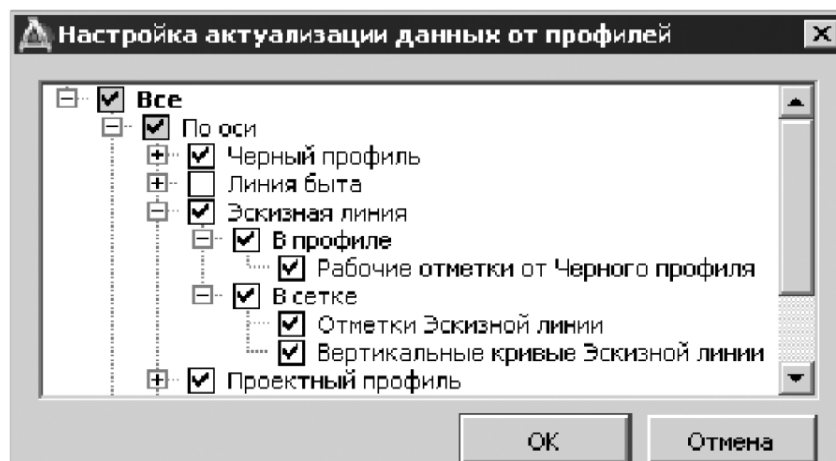 Настройка актуализации данных от профилей
Все
По оси
Черный профиль
Линия быта
Эскизная линия
В профиле
Рабочие отметки от Черного профиля
В сетке
Отметки Эскизной линии
Вертикальные кривые Эскизной линии
Проектный профиль
ОК Отмена